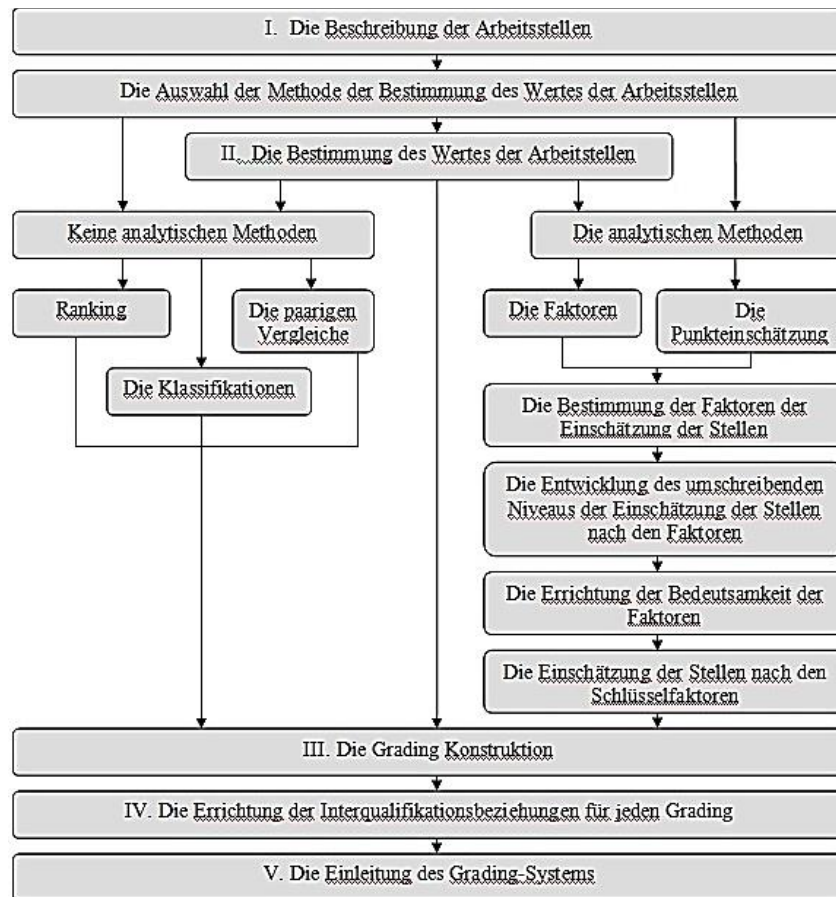 I. Die Beschreibung der Arbeitsstellen
Die Auswahl der Methode der Bestimmung des Wertes der Arbeitsstellen
II. Die Bestimmung des Wertes der Arbeitstellen
Keine analytischen Methoden
Die analytischen Methoden
Ranking
Die paarigen
Vergleiche
Die Faktoren
Die
Punkteinschätzung
Die Klassifikationen
Die Bestimmung der Faktoren der
Einschätzung der Stellen
Die Entwicklung des umschreibenden
Niveaus der Einschätzung der Stellen
nach den Faktoren
Die Errichtung der Bedeutsamkeit der
Faktoren
Die Einschätzung der Stellen nach den
Schlüsselfaktoren
III. Die Grading Konstruktion
IV. Die Errichtung der Interqualifikationsbeziehungen für jeden Grading
V. Die Einleitung des Grading-Systems